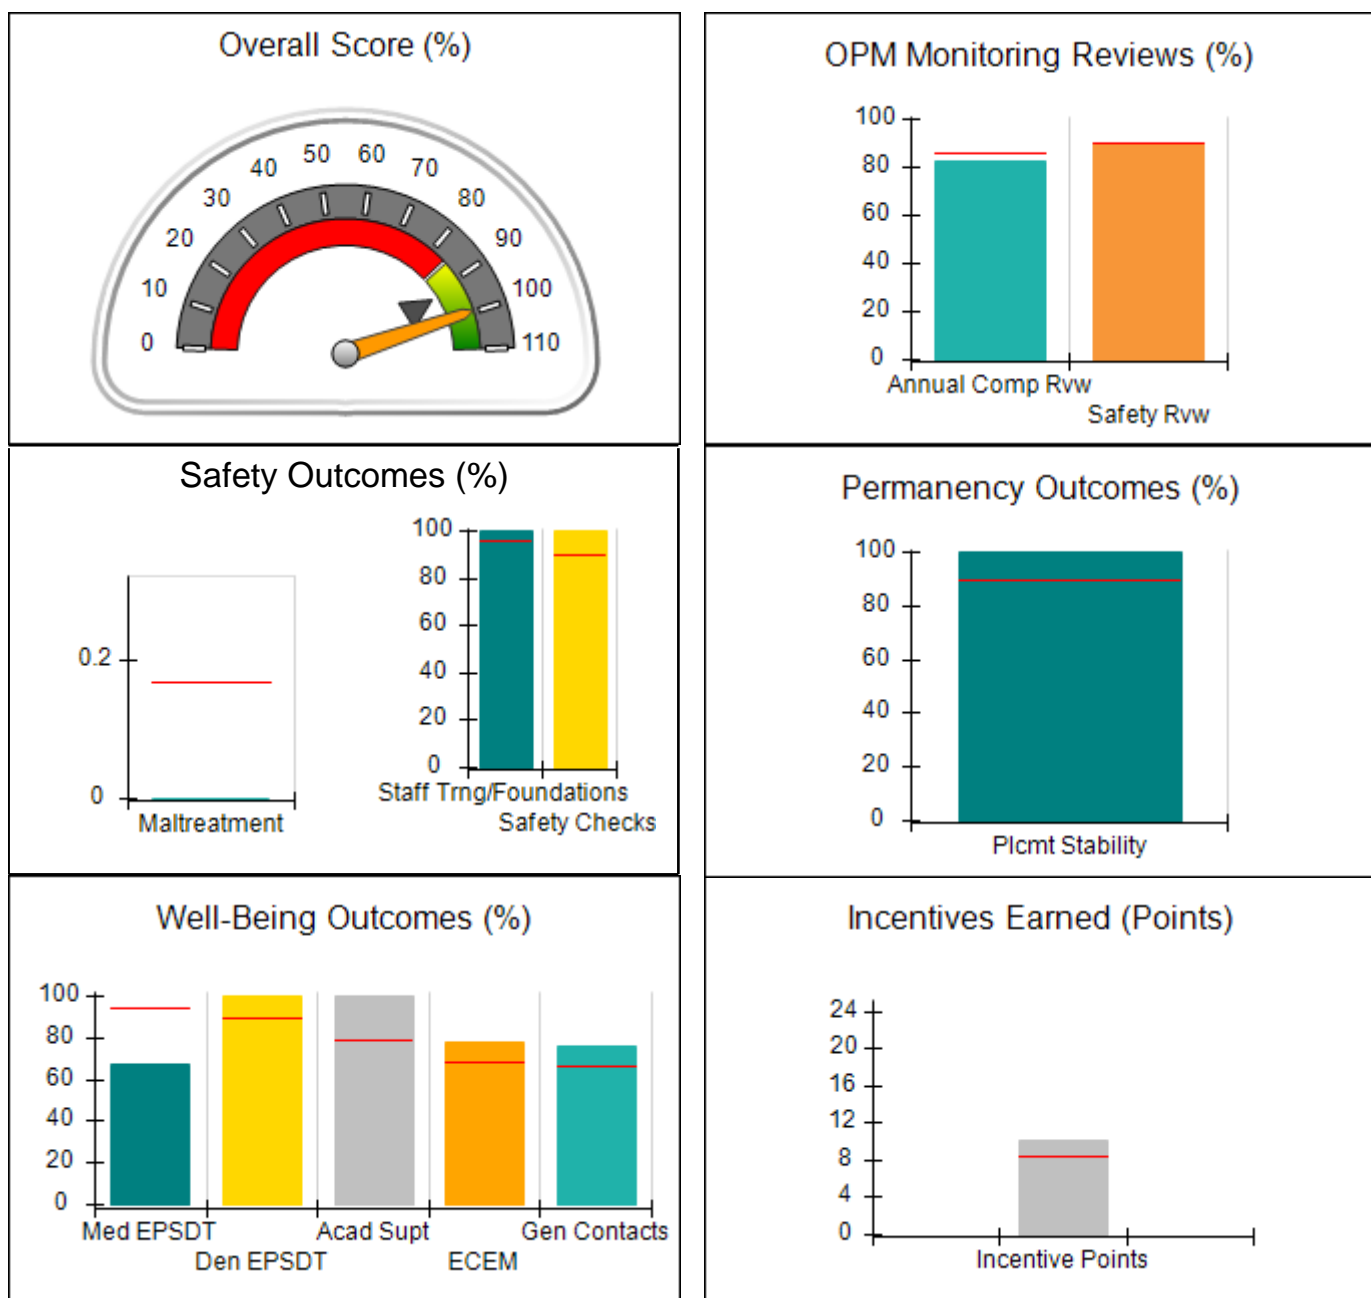 Overall Score (%)
0
10
20
30
40
50
60
70
80
90
100
110
OPM Monitoring Reviews (%)
100
80
60
40
20
0
Annual Comp Rvw
Safety Rvw
Safety Outcomes (%)
0.2
0
Maltreatment
100
80
60
40
20
0
Staff Trng/Foundations
Safety Checks
Permanency Outcomes (%)
100
80
60
40
20
0
Plcmt Stability
Well-Being Outcomes (%)
100
80
60
40
20
0
Med EPSDT
Den EPSDT
Acad Supt
ECEM
Gen Contacts
Incentives Earned (Points)
24
20
16
12
8
4
0
Incentive Points